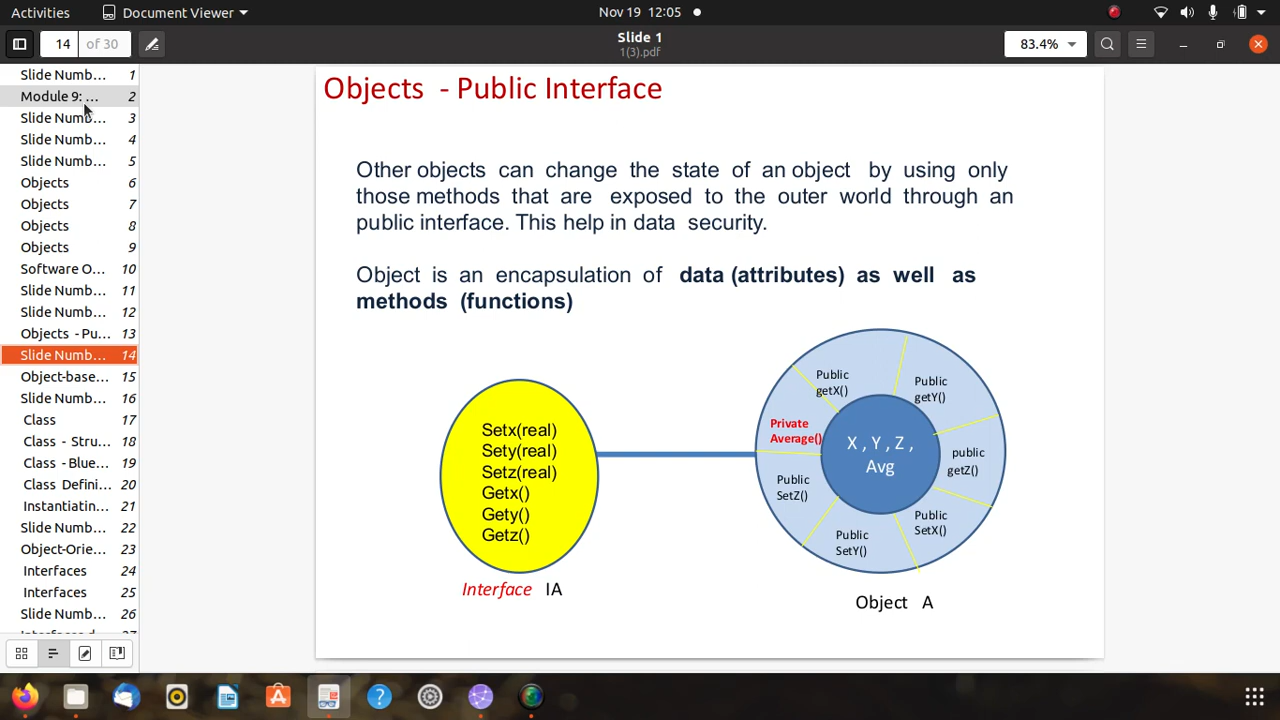 Activities
Document Viewer
Nov 19 12:05
14
of 30
Slide 1
1(3).pdf
83.4%
Slide Numb... 1
Module 9: ... 2
Slide Numb... 3
Slide Numb... 4
Slide Numb... 5
Objects 6
Objects 7
Objects 8
Objects 9
Software O... 10
Slide Numb... 11
Slide Numb... 12
Objects - Pu... 13
Slide Numb... 14
Object-base... 15
Slide Numb... 16
Class 17
Class - Stru... 18
Class - Blue... 19
Class Defini... 20
Instantiatin... 21
Slide Numb... 22
Object-Orie... 23
Interfaces 24
Interfaces 25
Slide Numb... 26
Objects - Public Interface
Other objects can change the state of an object by using only
those methods that are exposed to the outer world through an
public interface. This help in data security.
Object is an encapsulation of data (attributes) as well as
methods (functions)
Setx(real)
Sety(real)
Setz(real)
Getx()
Gety()
Getz()
Interface IA
Public
getX()
Public
getY()
Private
Average()
X , Y , Z ,
Avg
public
getZ()
Public
SetZ()
Public
SetX()
Public
SetY()
Object A